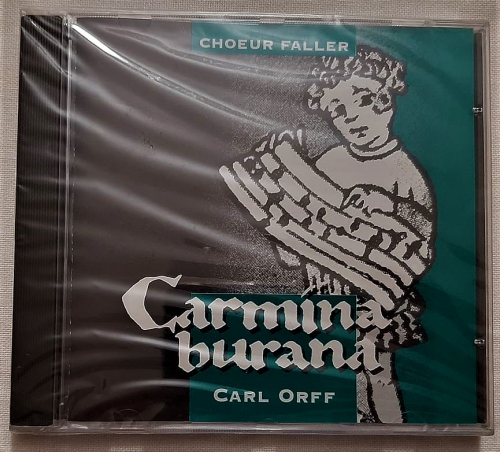 CHOEUR FALLER
Carmina
burana
CARL ORFF